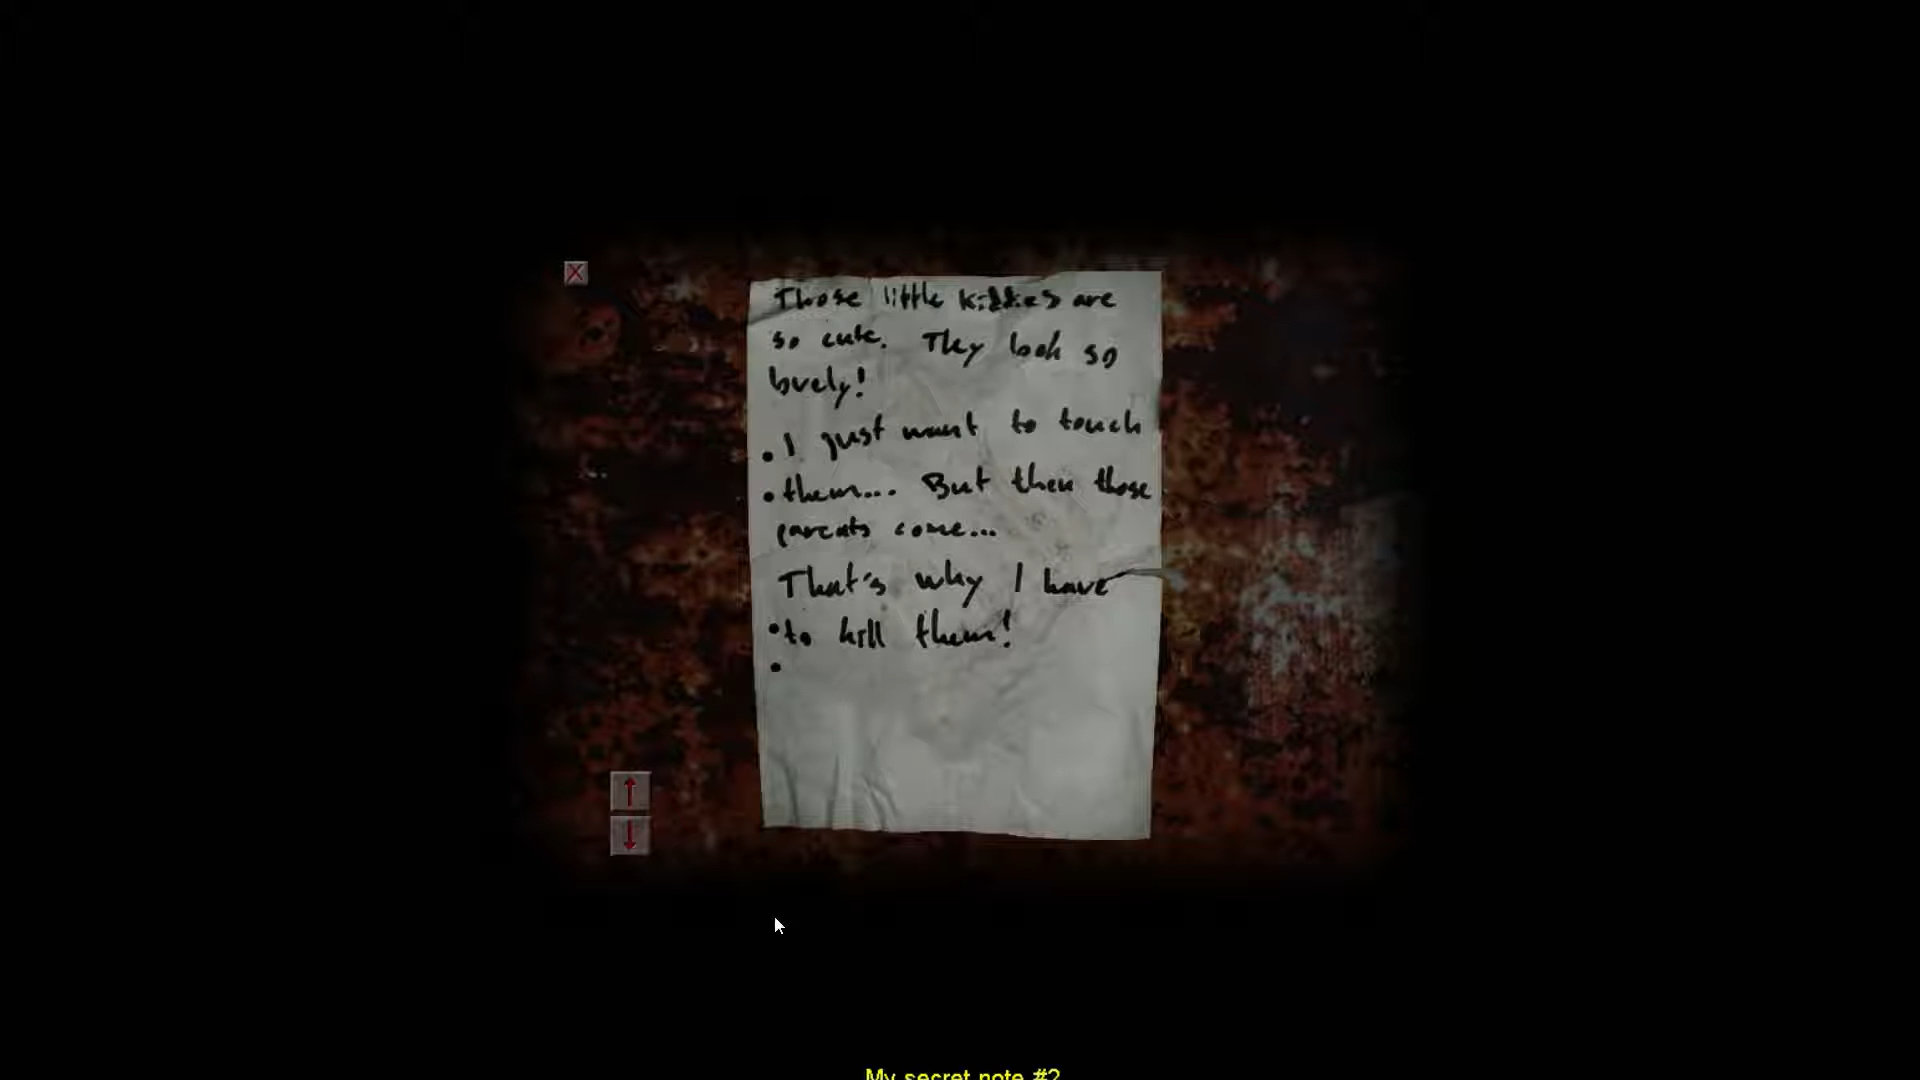 Those little kiddies are
so cute. They look so
lovely!
I just want to touch
them... But then those
parents come...
That's why I have
to kill them!
My secret note #2